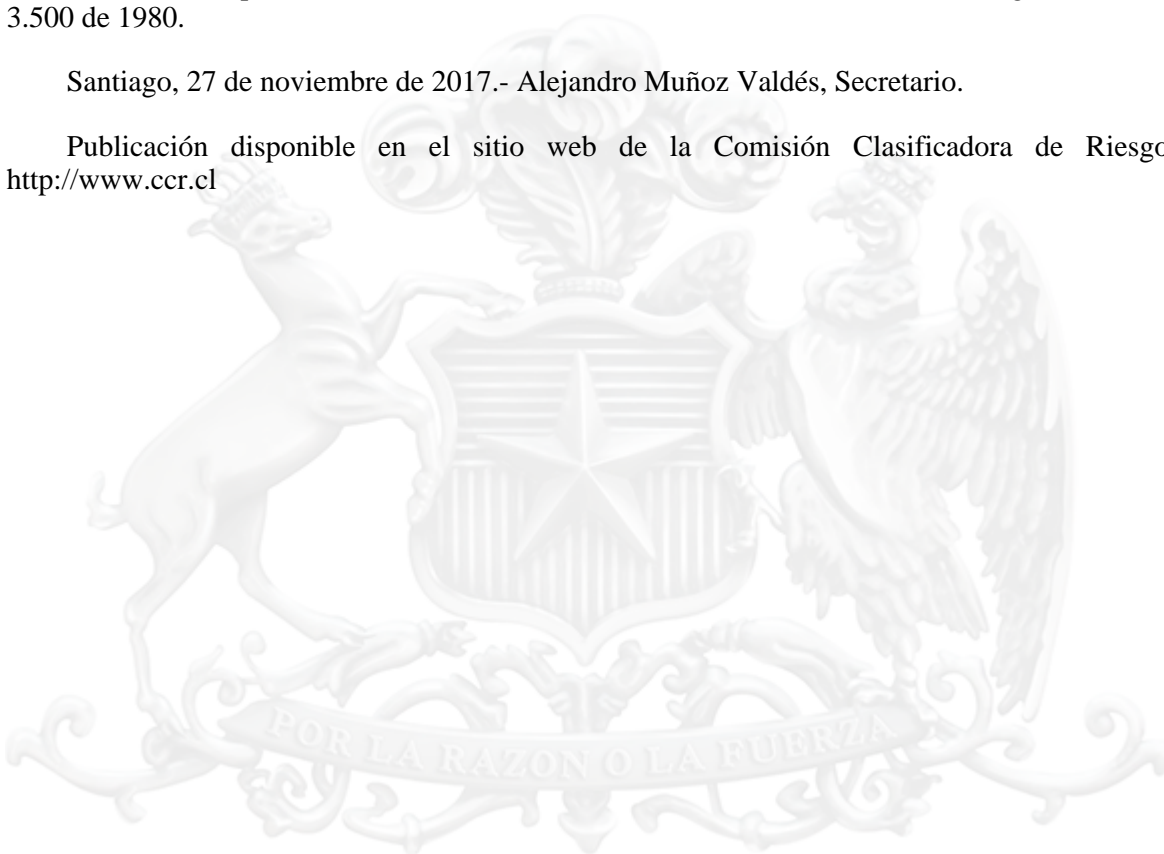 3.500 de 1980.
Santiago, 27 de noviembre de 2017.- Alejandro Muñoz Valdés, Secretario.
Publicación disponible en el sitio web de la Comisión Clasificadora de Riesgo
http://www.ccr.cl
POR LA RAZON O LA FUERZA